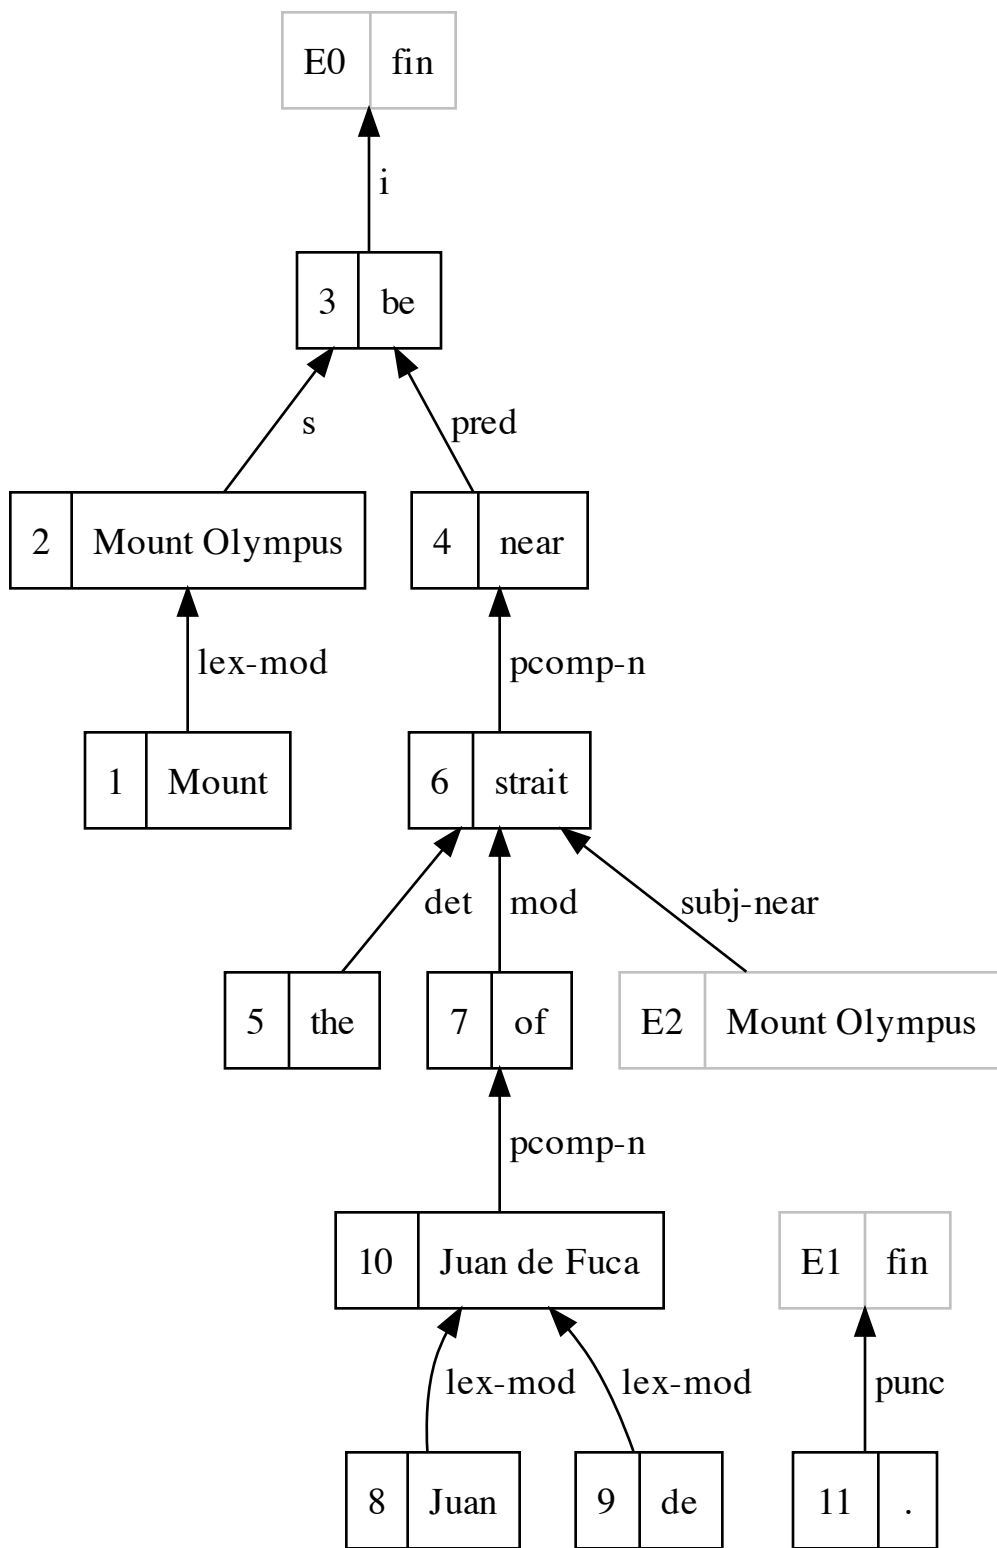 E0 fin
i
3 be
s pred
2 Mount Olympus 4 near
lex-mod pcomp-n
1 Mount 6 strait
det mod subj-near
5 the 7 of E2 Mount Olympus
pcomp-n
10 Juan de Fuca E1 fin
lex-mod lex-mod punc
8 Juan 9 de 11 .